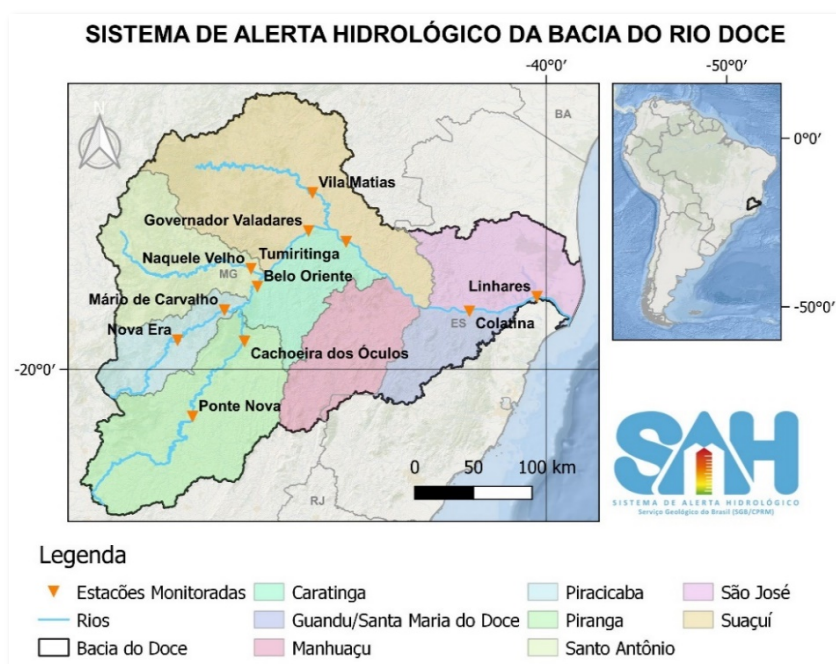 SISTEMA DE ALERTA HIDROLÓGICO DA BACIA DO RIO DOCE
-40°0′
-50°0′
N
BA
0°0′
Vila Matias
Governador Valadares
Naquele Velho
Tumiritinga
MG
Belo Oriente
Linhares
Mário de Carvalho
-50°0′
Nova Era
ES
Colatina
Cachoeira dos Óculos
-20°0′
Ponte Nova
0 50 100 km
RJ
SAH
SISTEMA DE ALERTA HIDROLÓGICO
Serviço Geológico do Brasil (SGB/CPRM)
Legenda
Estacões Monitoradas
Caratinga
Piracicaba
São José
Rios
Guandu/Santa Maria do Doce
Piranga
Suaçuí
Bacia do Doce
Manhuaçu
Santo Antônio